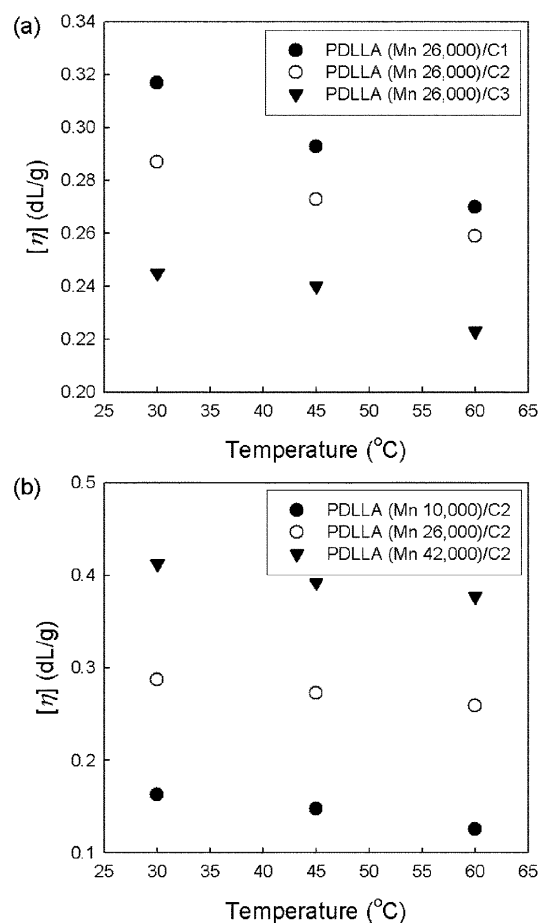 (a)
0.34
0.32
0.30
0.28
0.26
0.24
0.22
0.20
[η] (dL/g)
PDLLA (Mn 26,000)/C1
PDLLA (Mn 26,000)/C2
PDLLA (Mn 26,000)/C3
25 30 35 40 45 50 55 60 65
Temperature (°C)
(b)
0.5
0.4
0.3
0.2
0.1
[η] (dL/g)
PDLLA (Mn 10,000)/C2
PDLLA (Mn 26,000)/C2
PDLLA (Mn 42,000)/C2
25 30 35 40 45 50 55 60 65
Temperature (°C)